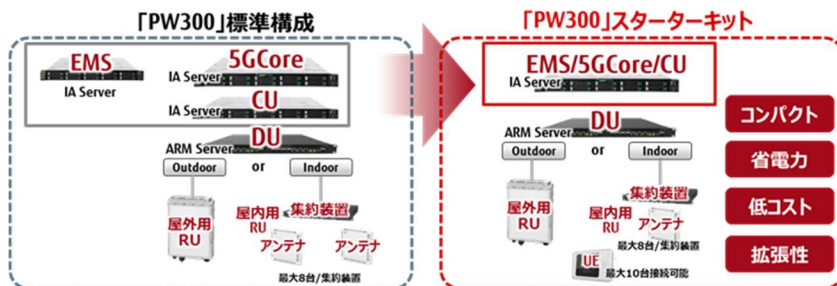 「PW300」標準構成
EMS
IA Server
5GCore
IA Server
CU
IA Server
DU
ARM Server
Outdoor
or
Indoor
屋外用
RU
屋内用
RU
集約装置
アンテナ
アンテナ
最大8台/集約装置
「PW300」スターターキット
EMS/5GCore/CU
IA Server
DU
ARM Server
Outdoor
or
Indoor
屋外用
RU
屋内用
RU
集約装置
アンテナ
最大8台/集約装置
UE
最大10台接続可能
コンパクト
省電力
低コスト
拡張性